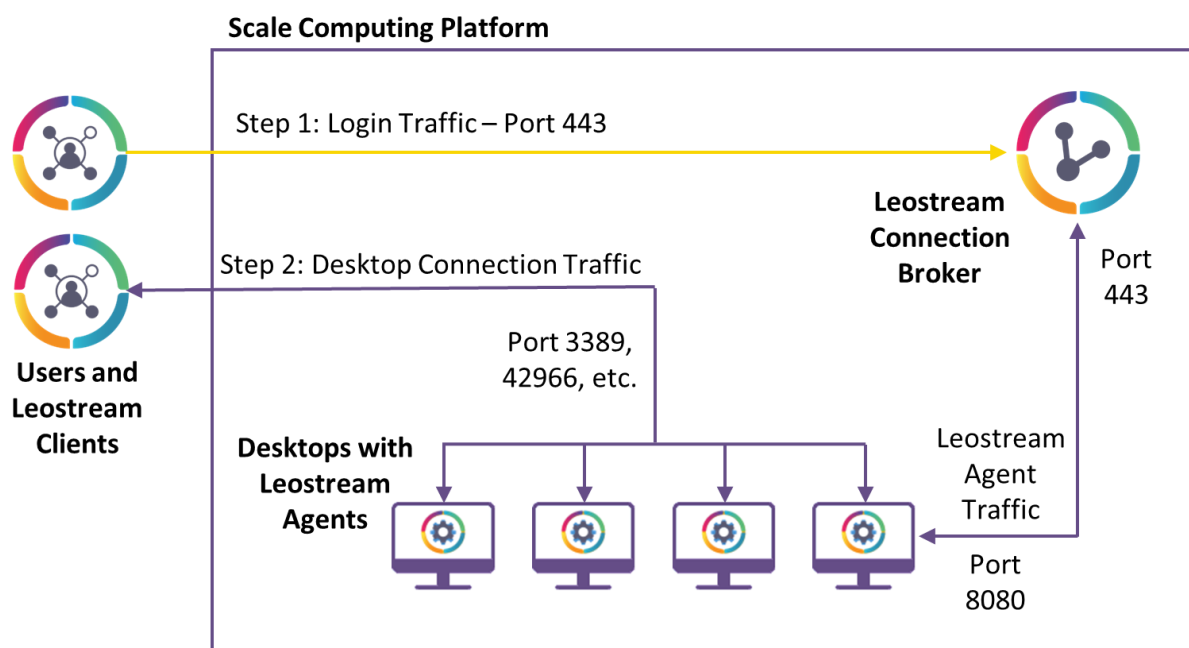 Scale Computing Platform
Step 1: Login Traffic – Port 443
Leostream
Connection
Broker
Port
443
Step 2: Desktop Connection Traffic
Users and
Leostream
Clients
Port 3389,
42966, etc.
Desktops with
Leostream
Agents
Leostream
Agent
Traffic
Port
8080